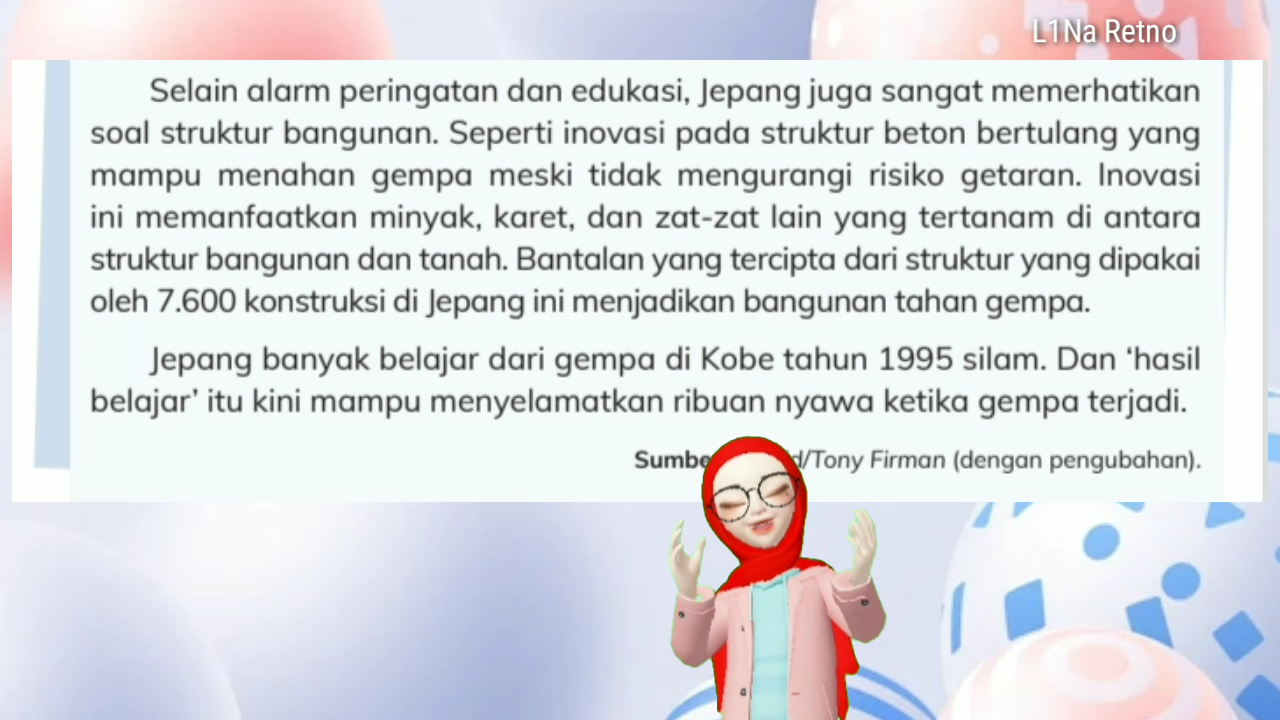 L1Na Retno
Selain alarm peringatan dan edukasi, Jepang juga sangat memerhatikan
soal struktur bangunan. Seperti inovasi pada struktur beton bertulang yang
mampu menahan gempa meski tidak mengurangi risiko getaran. Inovasi
ini memanfaatkan minyak, karet, dan zat-zat lain yang tertanam di antara
struktur bangunan dan tanah. Bantalan yang tercipta dari struktur yang dipakai
oleh 7.600 konstruksi di Jepang ini menjadikan bangunan tahan gempa.
Jepang banyak belajar dari gempa di Kobe tahun 1995 silam. Dan ‘hasil
belajar’ itu kini mampu menyelamatkan ribuan nyawa ketika gempa terjadi.
Tony Firman (dengan pengubahan).